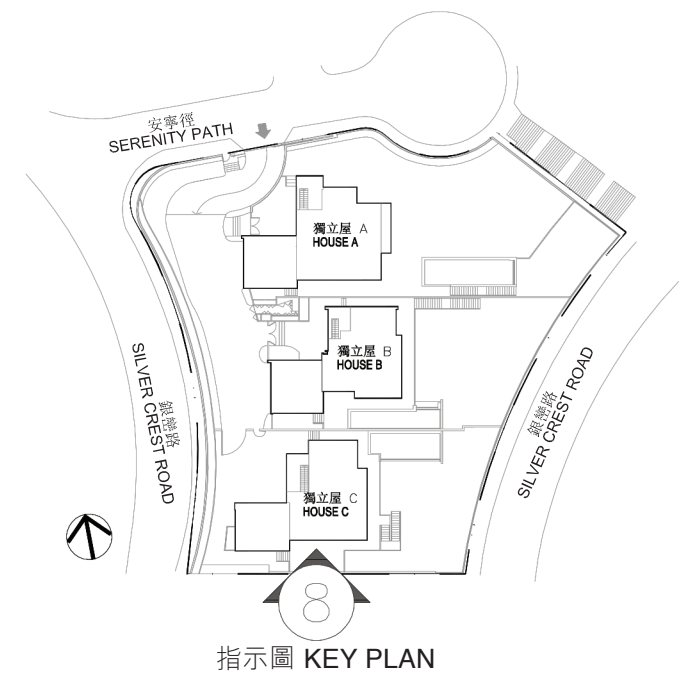 安寧徑
SERENITY PATH
獨立屋 A
HOUSE A
獨立屋 B
HOUSE B
銀巒路
SILVER CREST ROAD
銀巒路
SILVER CREST ROAD
獨立屋 C
HOUSE C
8
指示圖 KEY PLAN